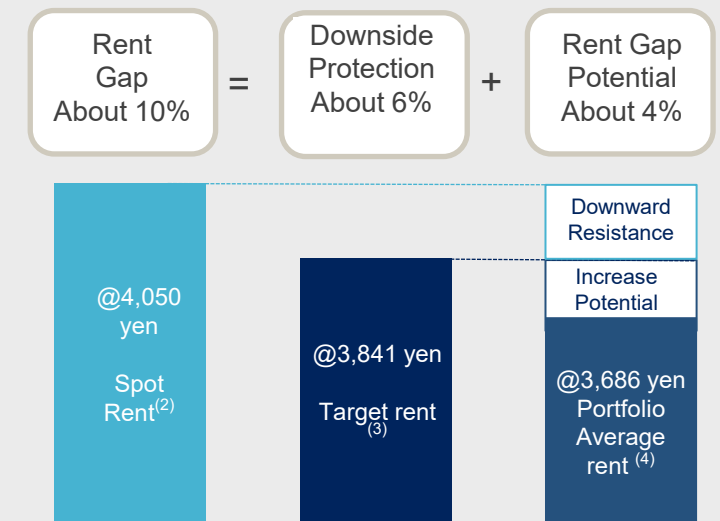 Rent
Gap
About 10%
=
Downside
Protection
About 6%
+
Rent Gap
Potential
About 4%
@4,050
yen
Spot
Rent(2)
@3,841 yen
Target rent
(3)
Downward
Resistance
Increase
Potential
@3,686 yen
Portfolio
Average
rent (4)